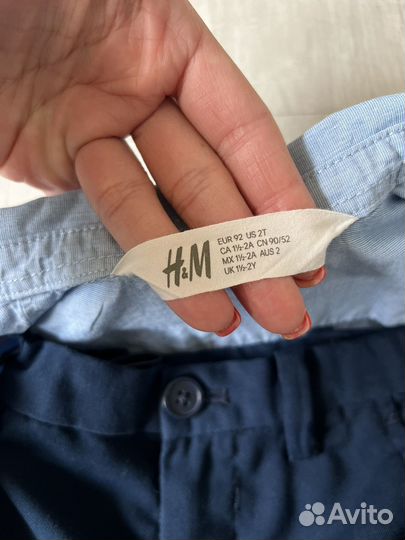 H&M
EUR 92 US 2T
CA 1½-2A CN 90/52
MX 1½-2A AUS 2
UK 1½-2Y
Avito